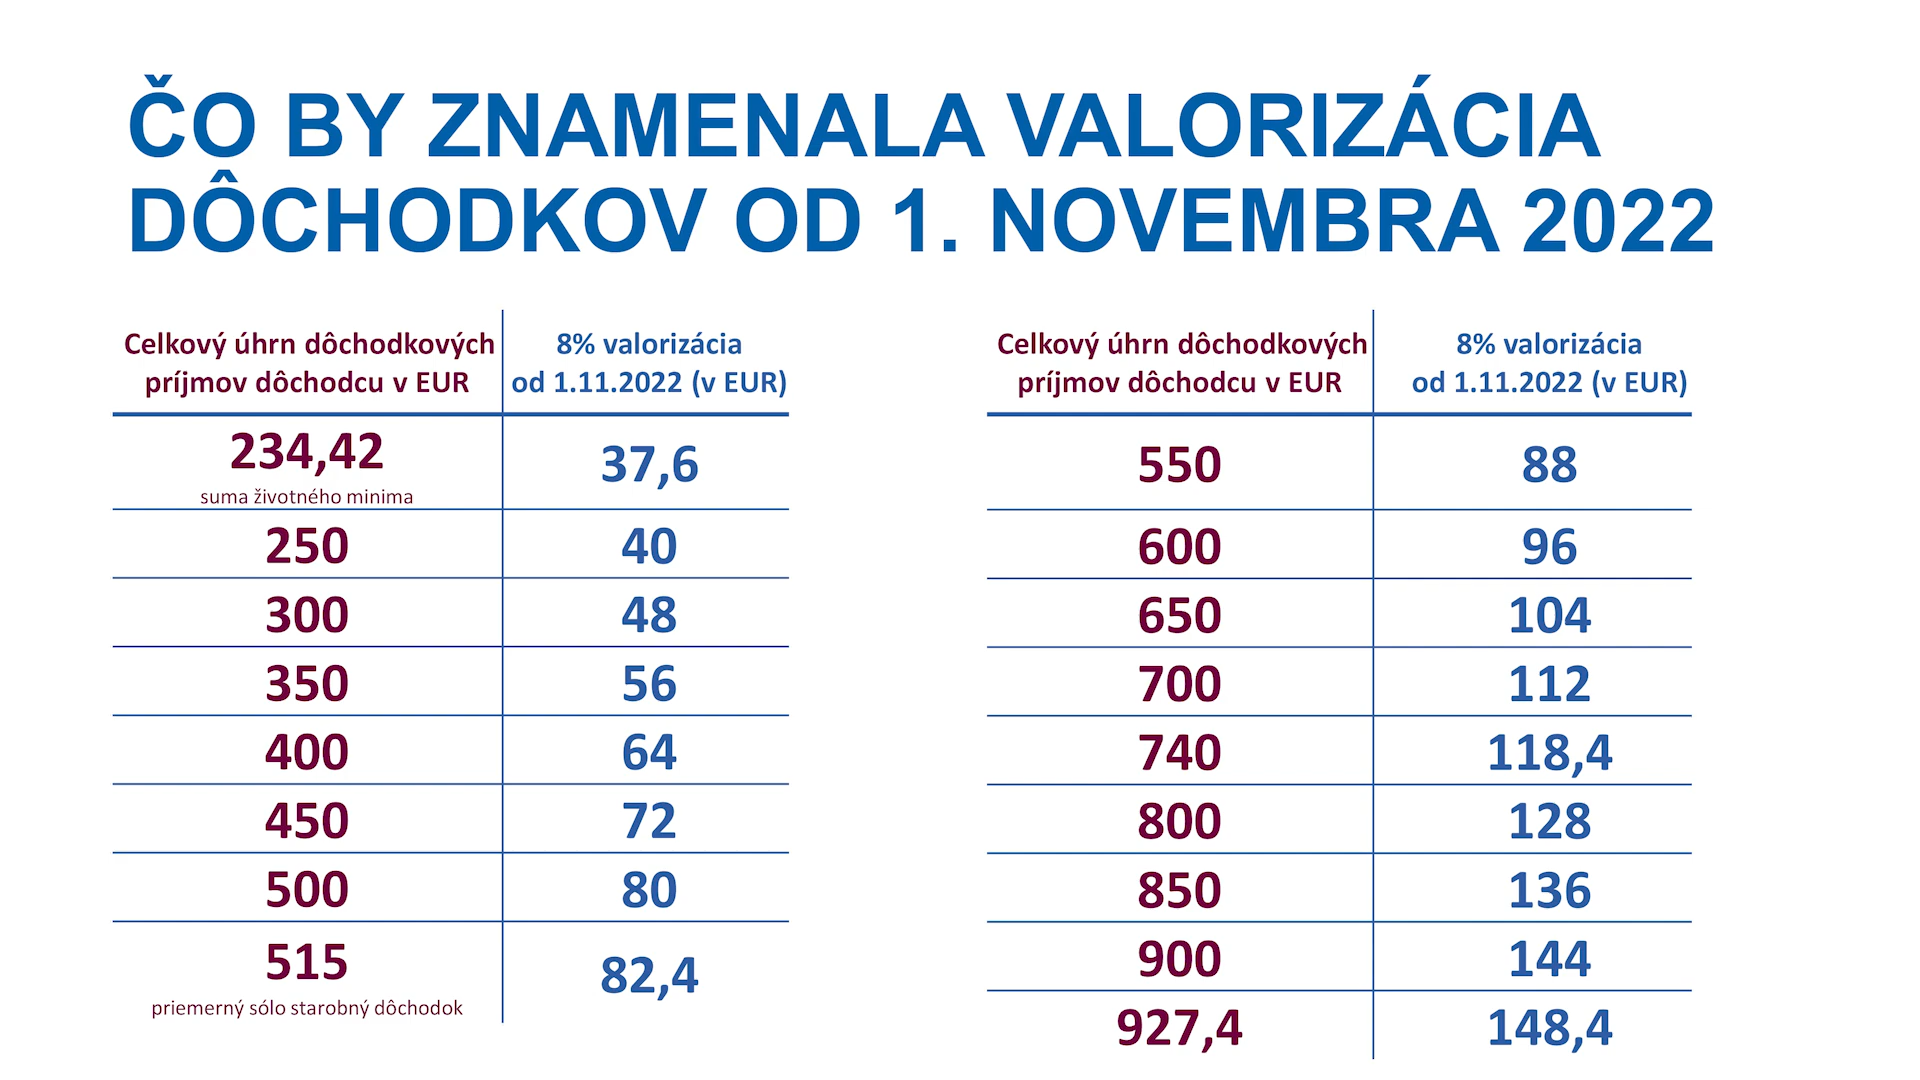 ČO BY ZNAMENALA VALORIZÁCIA
DÔCHODKOV OD 1. NOVEMBRA 2022
Celkový úhrn dôchodkových
príjmov dôchodcu v EUR
8% valorizácia
od 1.11.2022 (v EUR)
234,42
suma životného minima
37,6
250 40
300 48
350 56
400 64
450 72
500 80
515
priemerný sólo starobný dôchodok
82,4
Celkový úhrn dôchodkových
príjmov dôchodcu v EUR
8% valorizácia
od 1.11.2022 (v EUR)
550 88
600 96
650 104
700 112
740 118,4
800 128
850 136
900 144
927,4 148,4